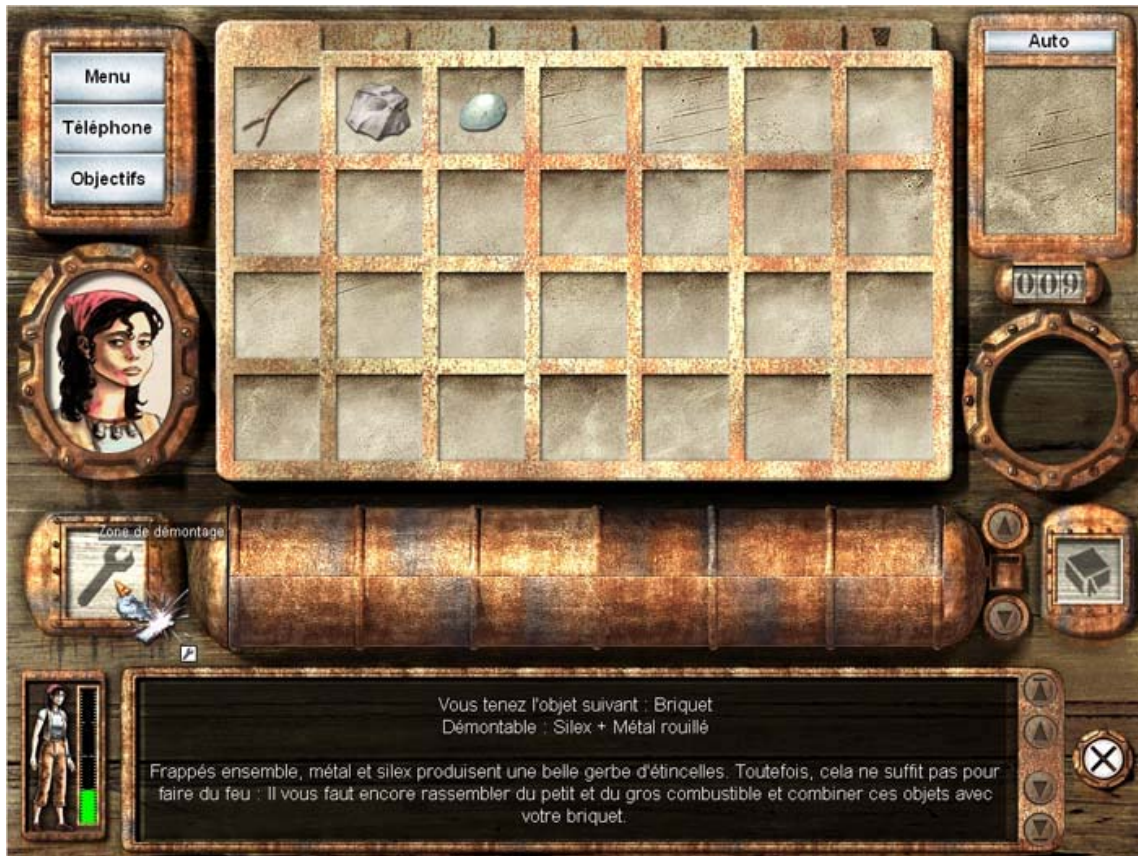 Menu
Téléphone
Objectifs
Auto
009
Zone de démontage
Vous tenez l'objet suivant : Briquet
Démontable : Silex + Métal rouillé
Frappés ensemble, métal et silex produisent une belle gerbe d'étincelles. Toutefois, cela ne suffit pas pour
faire du feu : Il vous faut encore rassembler du petit et du gros combustible et combiner ces objets avec
votre briquet.